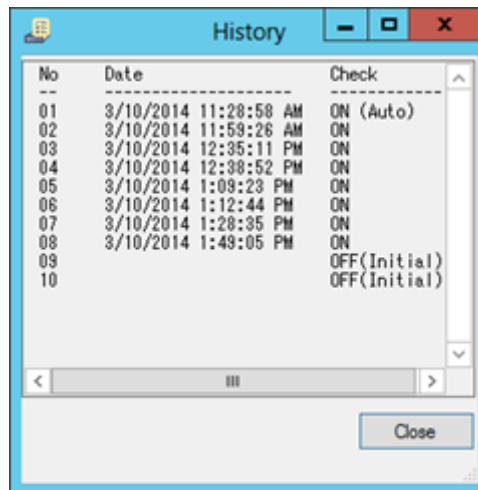 History
No Date Check
-- -------------------- ------------
01 3/10/2014 11:28:58 AM ON (Auto)
02 3/10/2014 11:59:26 AM ON
03 3/10/2014 12:35:11 PM ON
04 3/10/2014 12:38:52 PM ON
05 3/10/2014 1:09:23 PM ON
06 3/10/2014 1:12:44 PM ON
07 3/10/2014 1:28:35 PM ON
08 3/10/2014 1:49:05 PM ON
09 OFF(Initial)
10 OFF(Initial)
Close